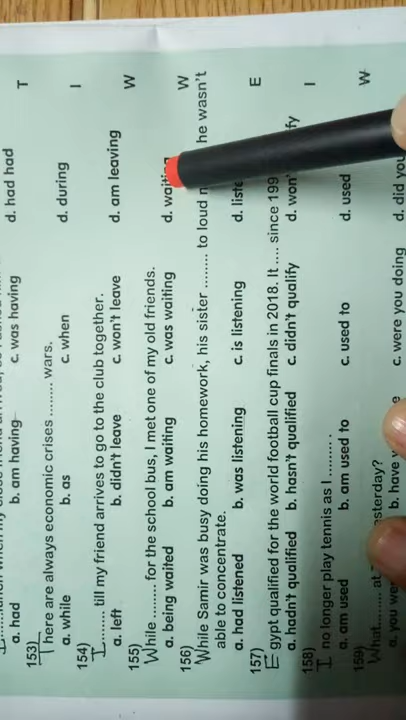 a. had b. am having c. was having d. had had
153) There are always economic crises ........ wars. T
a. while b. as c. when d. during
154) I ........ till my friend arrives to go to the club together. I
a. left b. didn't leave c. won't leave d. am leaving
155) While ......... for the school bus, I met one of my old friends. W
a. being waited b. am waiting c. was waiting d. waiting
156) While Samir was busy doing his homework, his sister ........ to loud he wasn't W
able to concentrate.
a. had listened b. was listening c. is listening d.
157) Egypt qualified for the world football cup finals in 2018. It .... since E
a. hadn't qualified b. hasn't qualified c. didn't qualify d.
158) I no longer play tennis as I ......... . I
a. am used b. am used to c. used to d. used
159) What........ at W
b. have c. were you doing d. did you